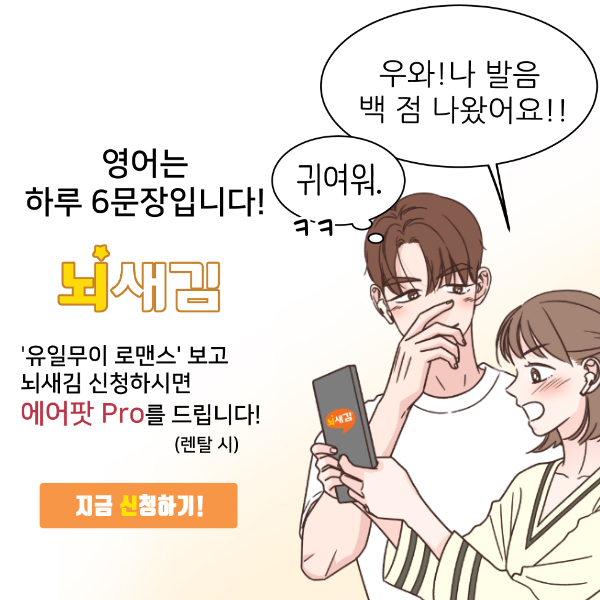 우와!나 발음
백 점 나왔어요!!
귀여워.
ㅋㅋ
영어는
하루 6문장입니다!
뇌새김
'유일무이 로맨스' 보고
뇌새김 신청하시면
에어팟 Pro를 드립니다!
(렌탈 시)
뇌새김
지금 신청하기!